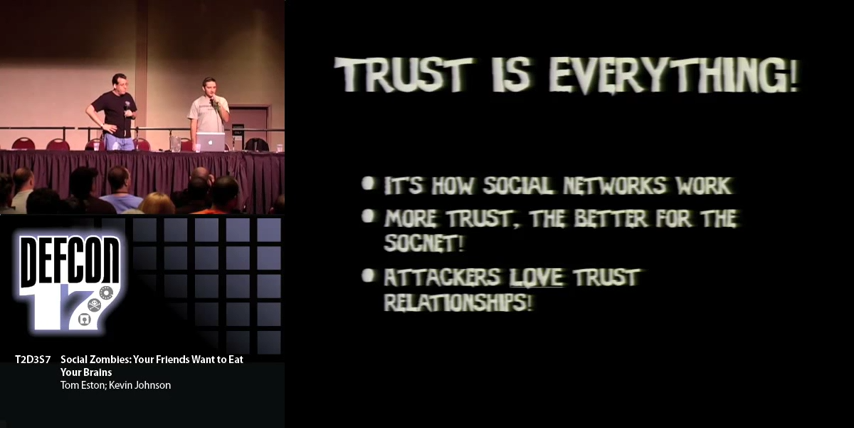 TRUST IS EVERYTHING!
IT'S HOW SOCIAL NETWORKS WORK
MORE TRUST, THE BETTER FOR THE
SOCNET!
ATTACKERS LOVE TRUST
RELATIONSHIPS!
DEFCON
17
T2D3S7 Social Zombies: Your Friends Want to Eat
Your Brains
Tom Eston; Kevin Johnson